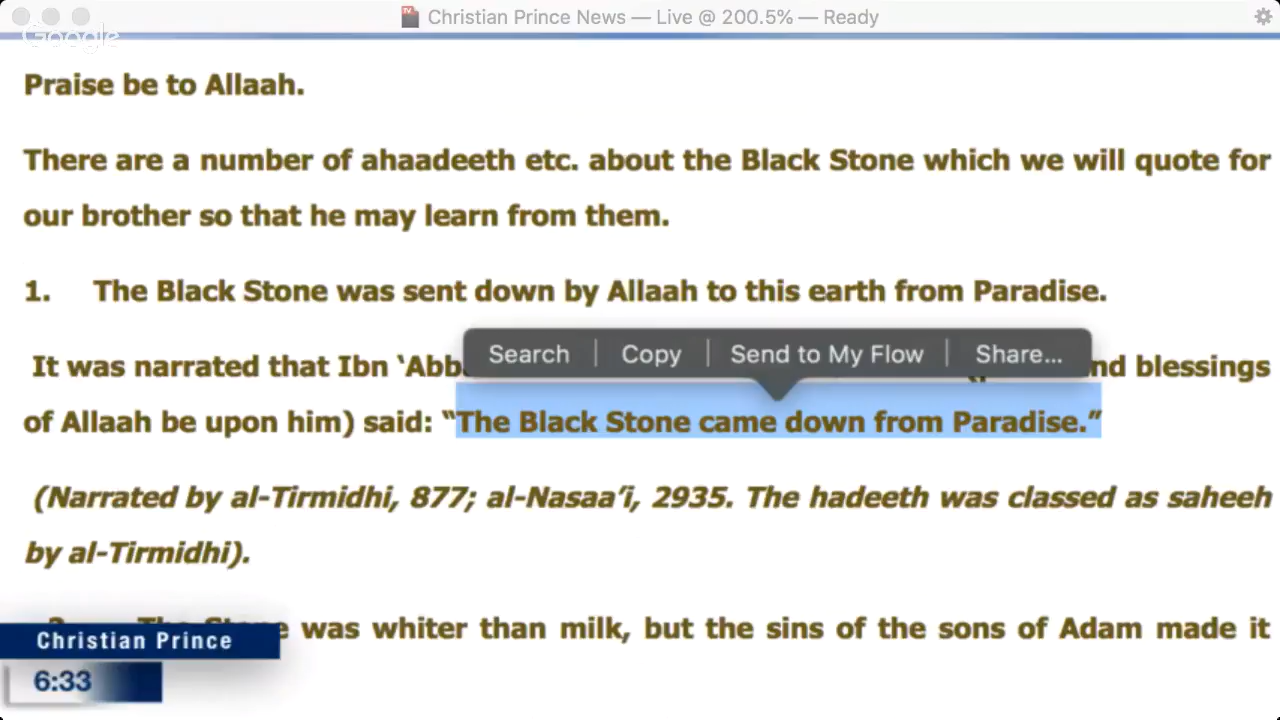 Christian Prince News — Live @ 200.5% — Ready
Google
Praise be to Allaah.
There are a number of ahaadeeth etc. about the Black Stone which we will quote for
our brother so that he may learn from them.
1. The Black Stone was sent down by Allaah to this earth from Paradise.
Search Copy Send to My Flow Share...
It was narrated that Ibn ‘Abb nd blessings
of Allaah be upon him) said: “The Black Stone came down from Paradise.”
(Narrated by al-Tirmidhi, 877; al-Nasaa’i, 2935. The hadeeth was classed as saheeh
by al-Tirmidhi).
The Stone was whiter than milk, but the sins of the sons of Adam made it
Christian Prince
6:33